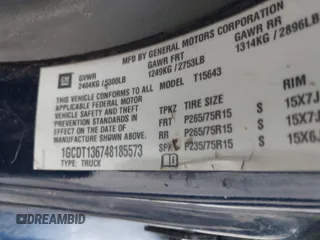 MFD BY GENERAL MOTORS CORPORATION
GM GVWR GAWR FRT GAWR RR
2404KG /5300LB 1249KG /2753LB 1314KG / 2896LB
MODEL: T15643
THIS VEHICLE CONFORMS TO ALL
APPLICABLE U.S. FEDERAL MOTOR
VEHICLE SAFETY AND THEFT
PREVENTION STANDARDS IN
EFFECT ON THE DATE OF
MANUFACTURE SHOWN ABOVE.
1GCDT136748185573
TYPE: TRUCK
TPKZ TIRE SIZE RIM
FRT P265/75R15 S 15X7J
RR P265/75R15 S 15X7J
SPA P235/75R15 S 15X6J
DREAMBID